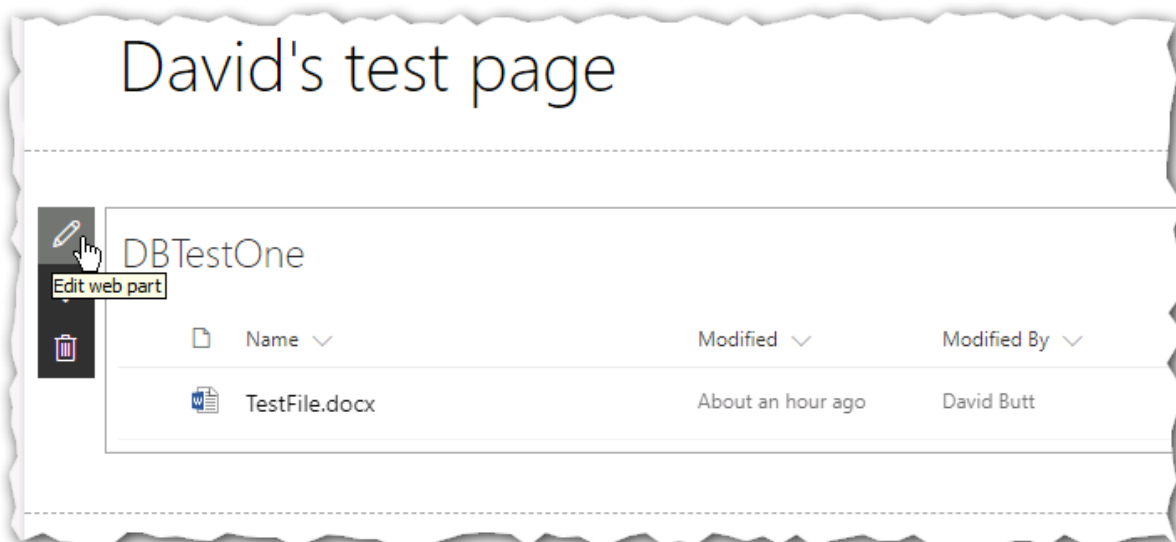 David's test page
DBTestOne
Edit web part
Name Modified Modified By
TestFile.docx About an hour ago David Butt